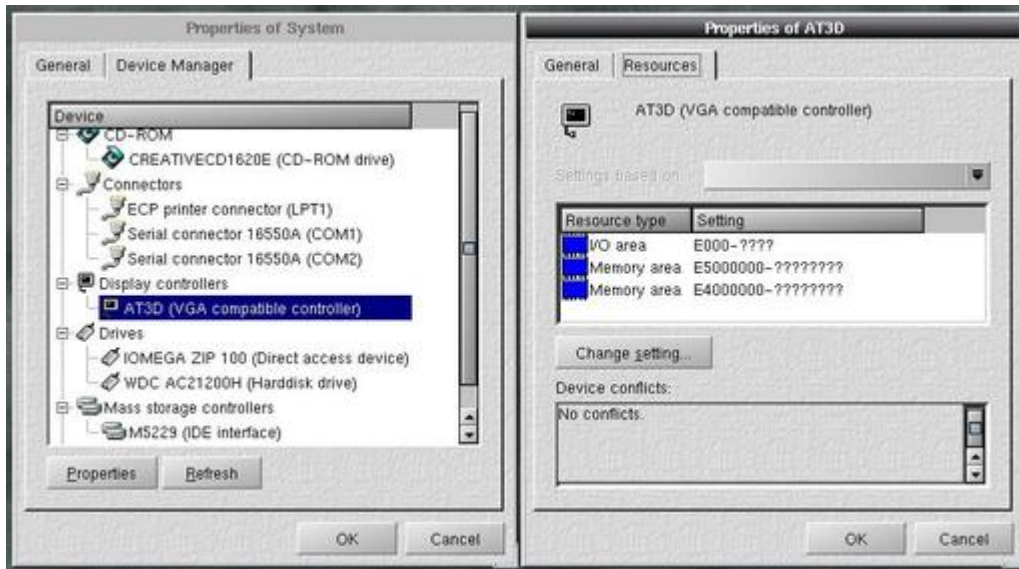 Properties of System
General
Device Manager
Device
CD-ROM
CREATIVECD1620E (CD-ROM drive)
Connectors
ECP printer connector (LPT1)
Serial connector 16550A (COM1)
Serial connector 16550A (COM2)
Display controllers
AT3D (VGA compatible controller)
Drives
IOMEGA ZIP 100 (Direct access device)
WDC AC21200H (Harddisk drive)
Mass storage controllers
M5229 (IDE interface)
Properties
Refresh
OK
Cancel
Properties of AT3D
General
Resources
AT3D (VGA compatible controller)
Settings based on
Resource type Setting
I/O area E000-????
Memory area E5000000-????????
Memory area E4000000-????????
Change setting...
Device conflicts:
No conflicts.
OK
Cancel